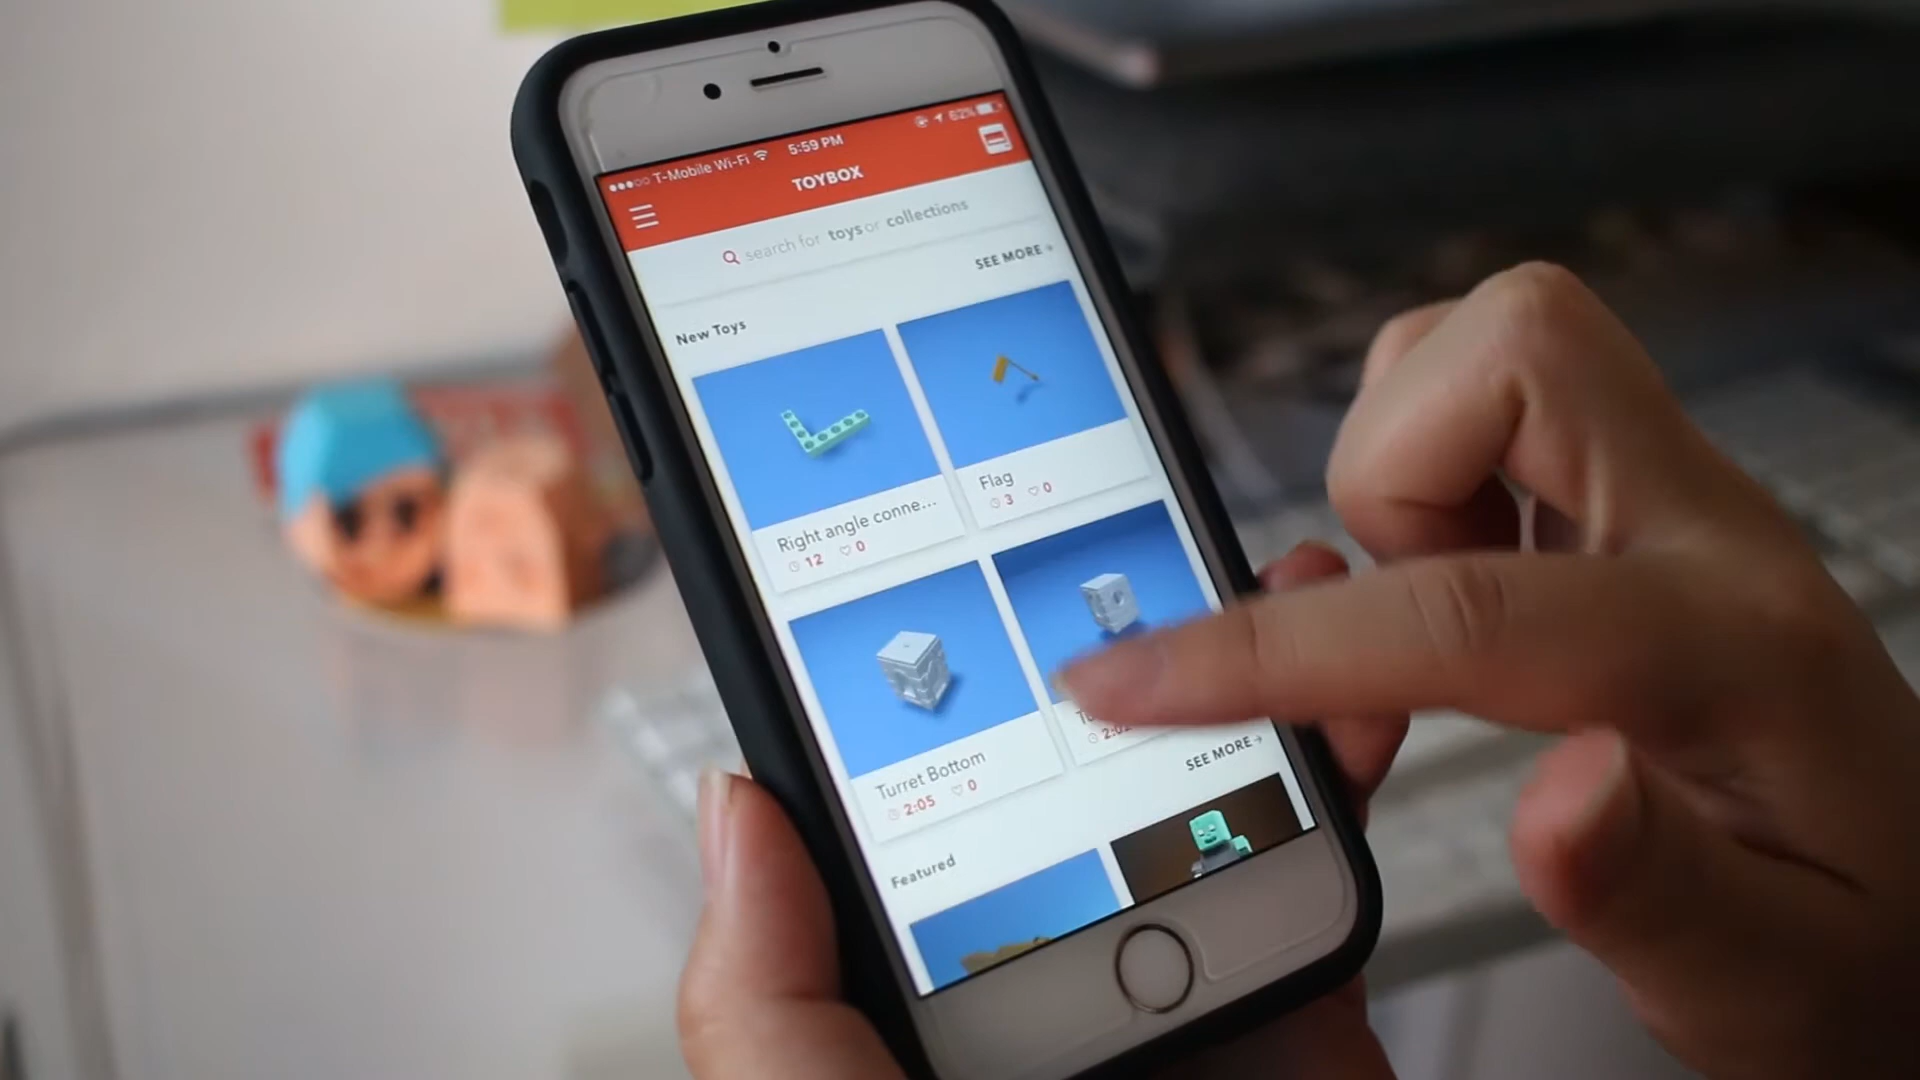 T-Mobile Wi-Fi 5:59 PM 62%
TOYBOX
search for toys or collections
SEE MORE →
New Toys
Right angle conne...
12 0
Flag
3 0
Turret Bottom
2:05 0
SEE MORE →
Featured